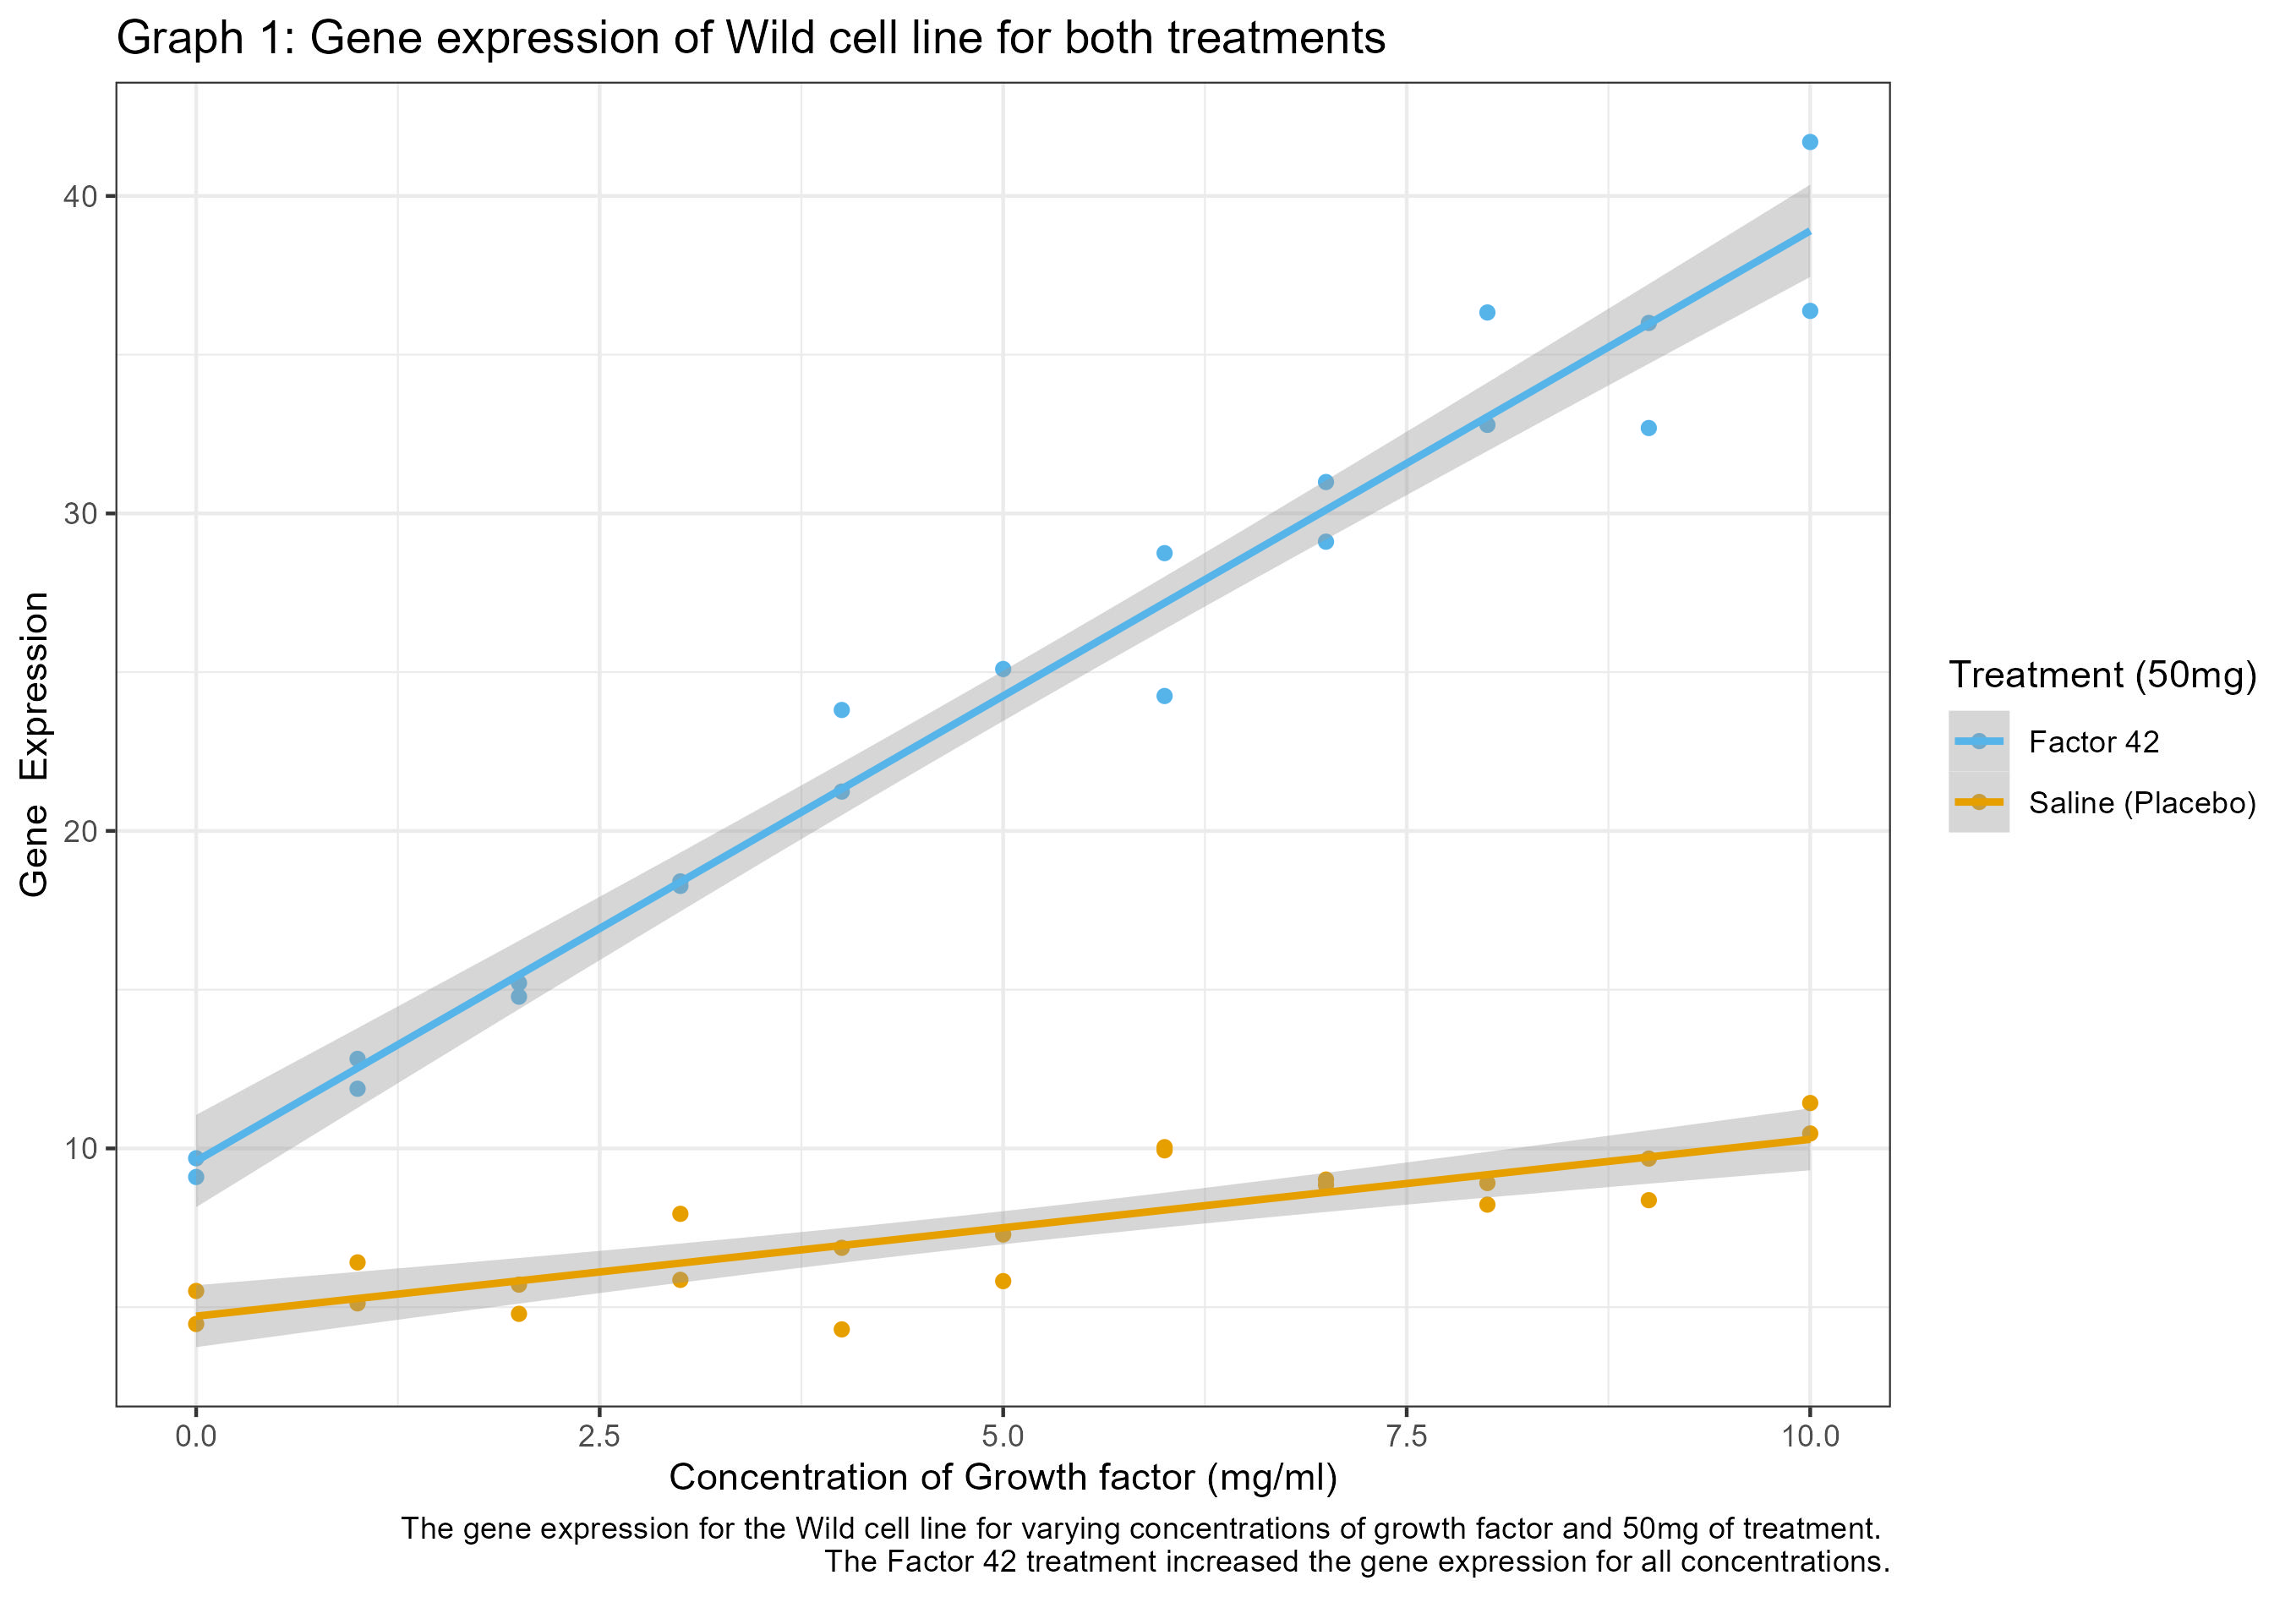 Graph 1: Gene expression of Wild cell line for both treatments
40
30
20
10
Gene Expression
0.0 2.5 5.0 7.5 10.0
Concentration of Growth factor (mg/ml)
Treatment (50mg)
Factor 42
Saline (Placebo)
The gene expression for the Wild cell line for varying concentrations of growth factor and 50mg of treatment.
The Factor 42 treatment increased the gene expression for all concentrations.